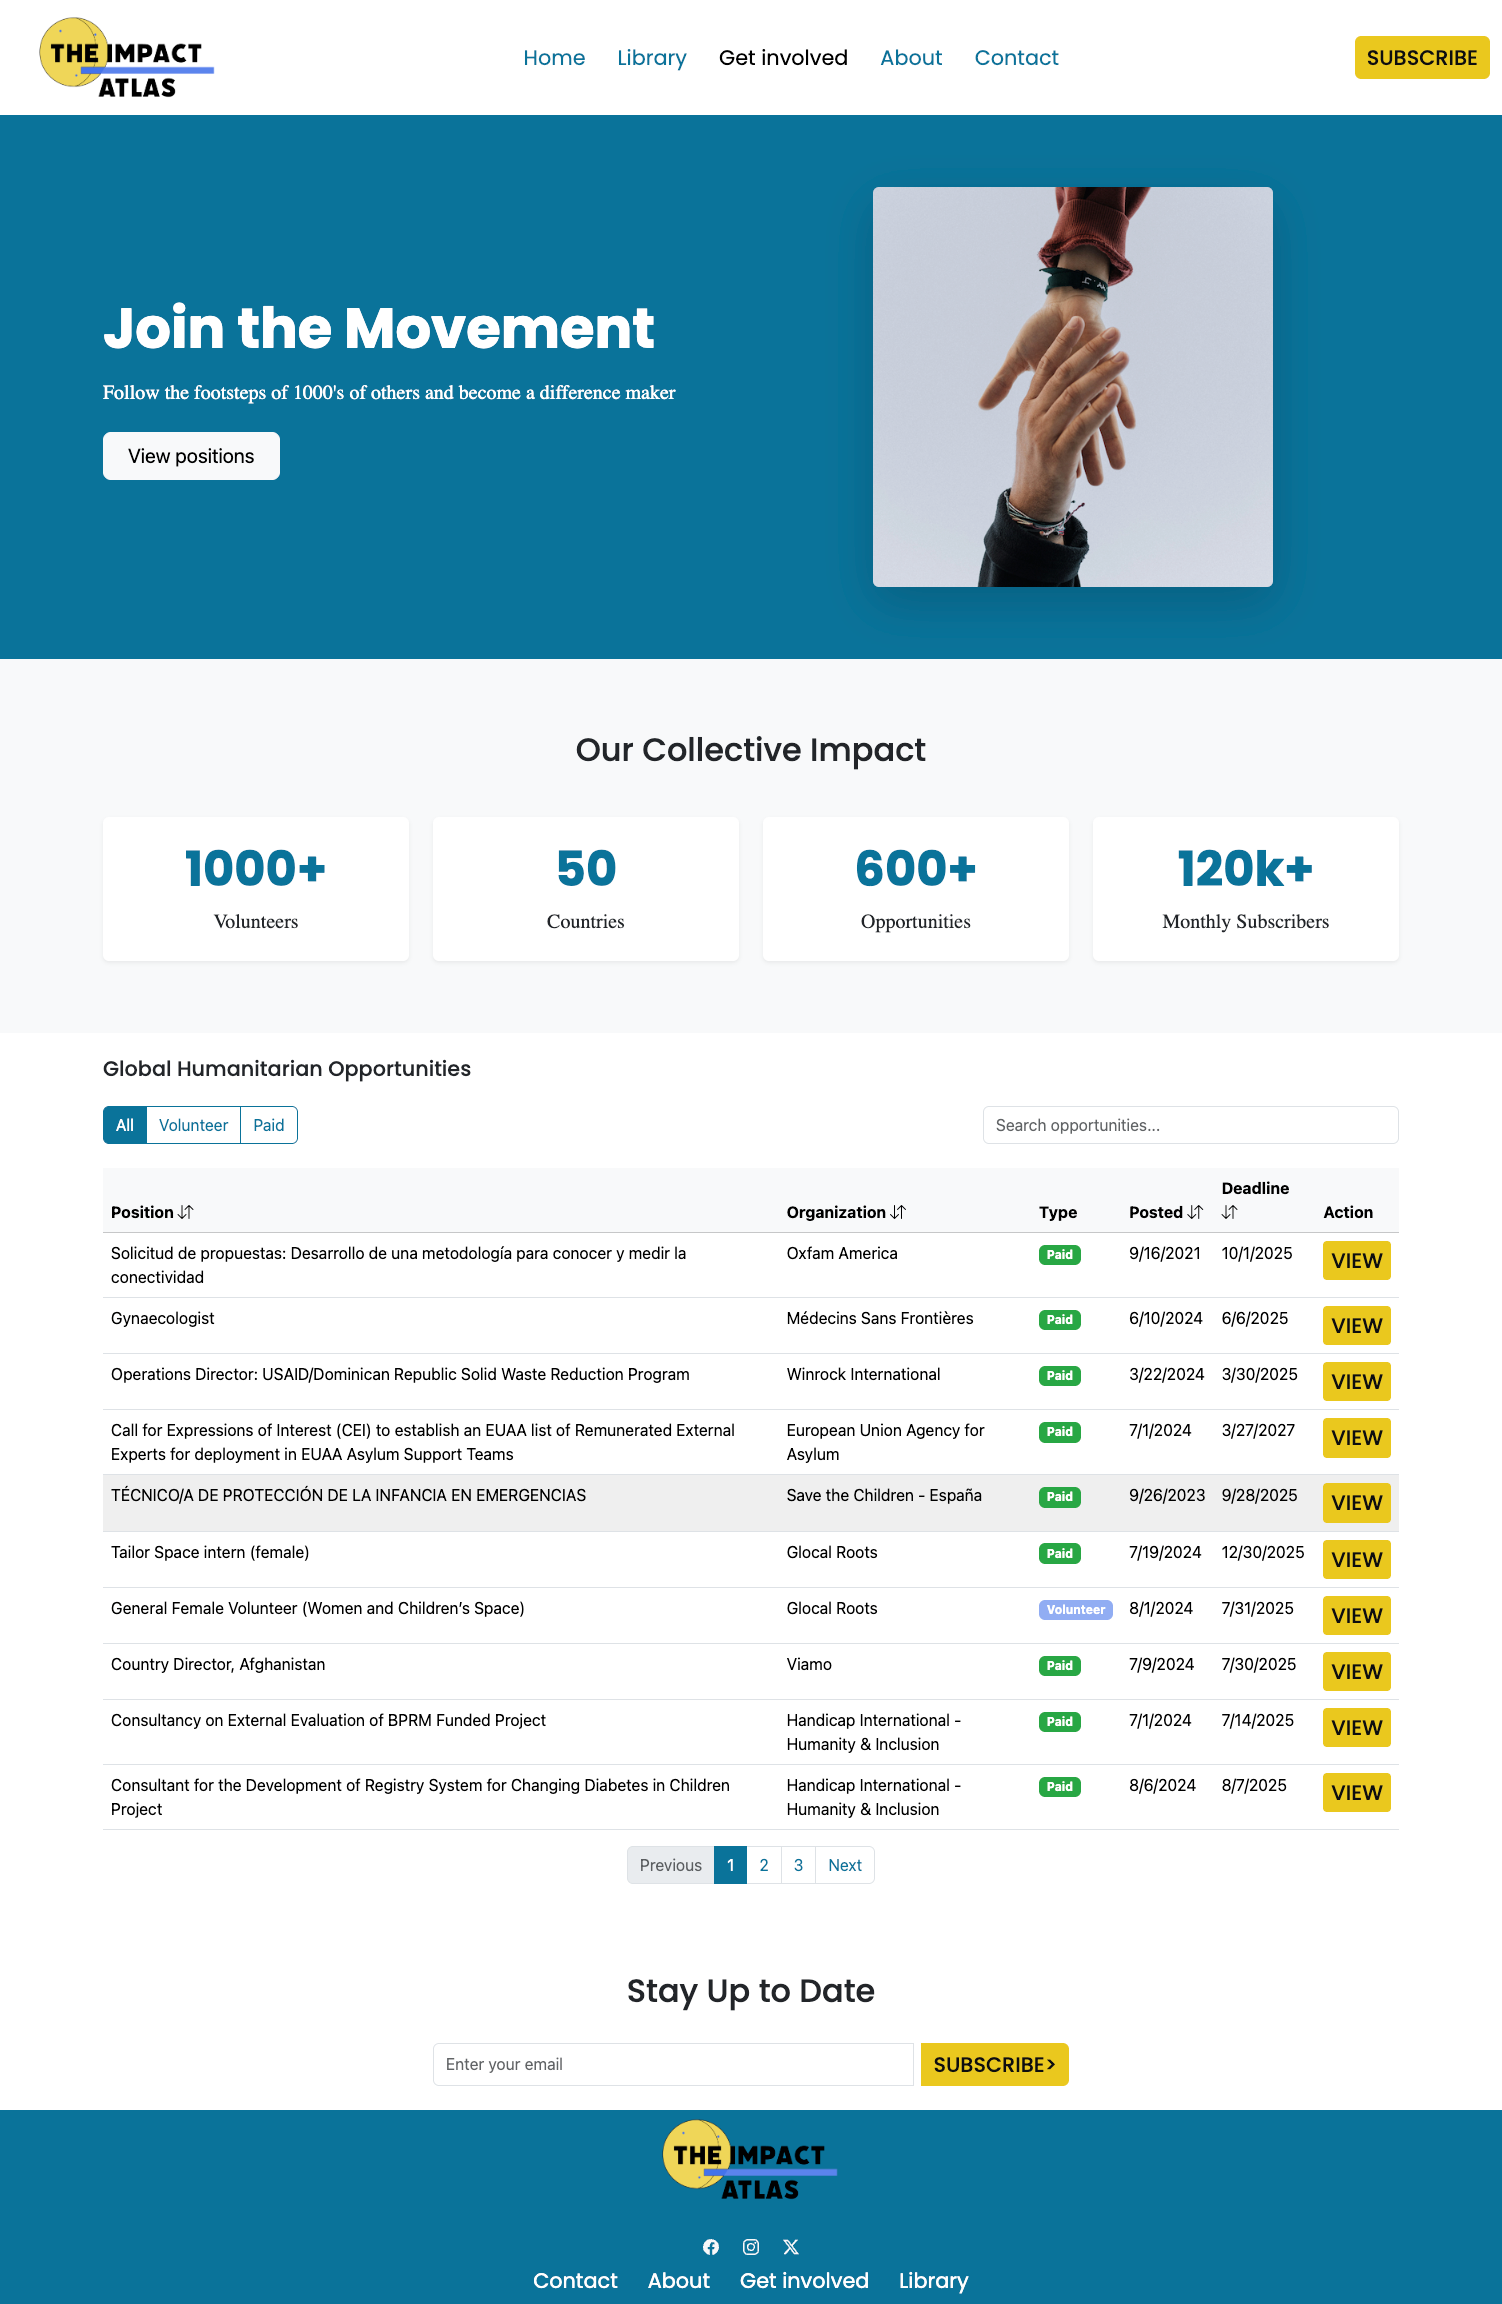 THE IMPACT
ATLAS
Home Library Get involved About Contact
SUBSCRIBE
Join the Movement
Follow the footsteps of 1000's of others and become a difference maker
View positions
Our Collective Impact
1000+ 50 600+ 120k+
Volunteers Countries Opportunities Monthly Subscribers
Global Humanitarian Opportunities
All Volunteer Paid
Search opportunities...
Position Organization Type Posted Deadline Action
Solicitud de propuestas: Desarrollo de una metodología para conocer y medir la Oxfam America Paid 9/16/2021 10/1/2025 VIEW
conectividad
Gynaecologist Médecins Sans Frontières Paid 6/10/2024 6/6/2025 VIEW
Operations Director: USAID/Dominican Republic Solid Waste Reduction Program Winrock International Paid 3/22/2024 3/30/2025 VIEW
Call for Expressions of Interest (CEI) to establish an EUAA list of Remunerated External European Union Agency for Paid 7/1/2024 3/27/2027 VIEW
Experts for deployment in EUAA Asylum Support Teams Asylum
TÉCNICO/A DE PROTECCIÓN DE LA INFANCIA EN EMERGENCIAS Save the Children - España Paid 9/26/2023 9/28/2025 VIEW
Tailor Space intern (female) Glocal Roots Paid 7/19/2024 12/30/2025 VIEW
General Female Volunteer (Women and Children’s Space) Glocal Roots Volunteer 8/1/2024 7/31/2025 VIEW
Country Director, Afghanistan Viamo Paid 7/9/2024 7/30/2025 VIEW
Consultancy on External Evaluation of BPRM Funded Project Handicap International - Paid 7/1/2024 7/14/2025 VIEW
Humanity & Inclusion
Consultant for the Development of Registry System for Changing Diabetes in Children Handicap International - Paid 8/6/2024 8/7/2025 VIEW
Project Humanity & Inclusion
Previous 1 2 3 Next
Stay Up to Date
Enter your email SUBSCRIBE>
THE IMPACT
ATLAS
Contact About Get involved Library